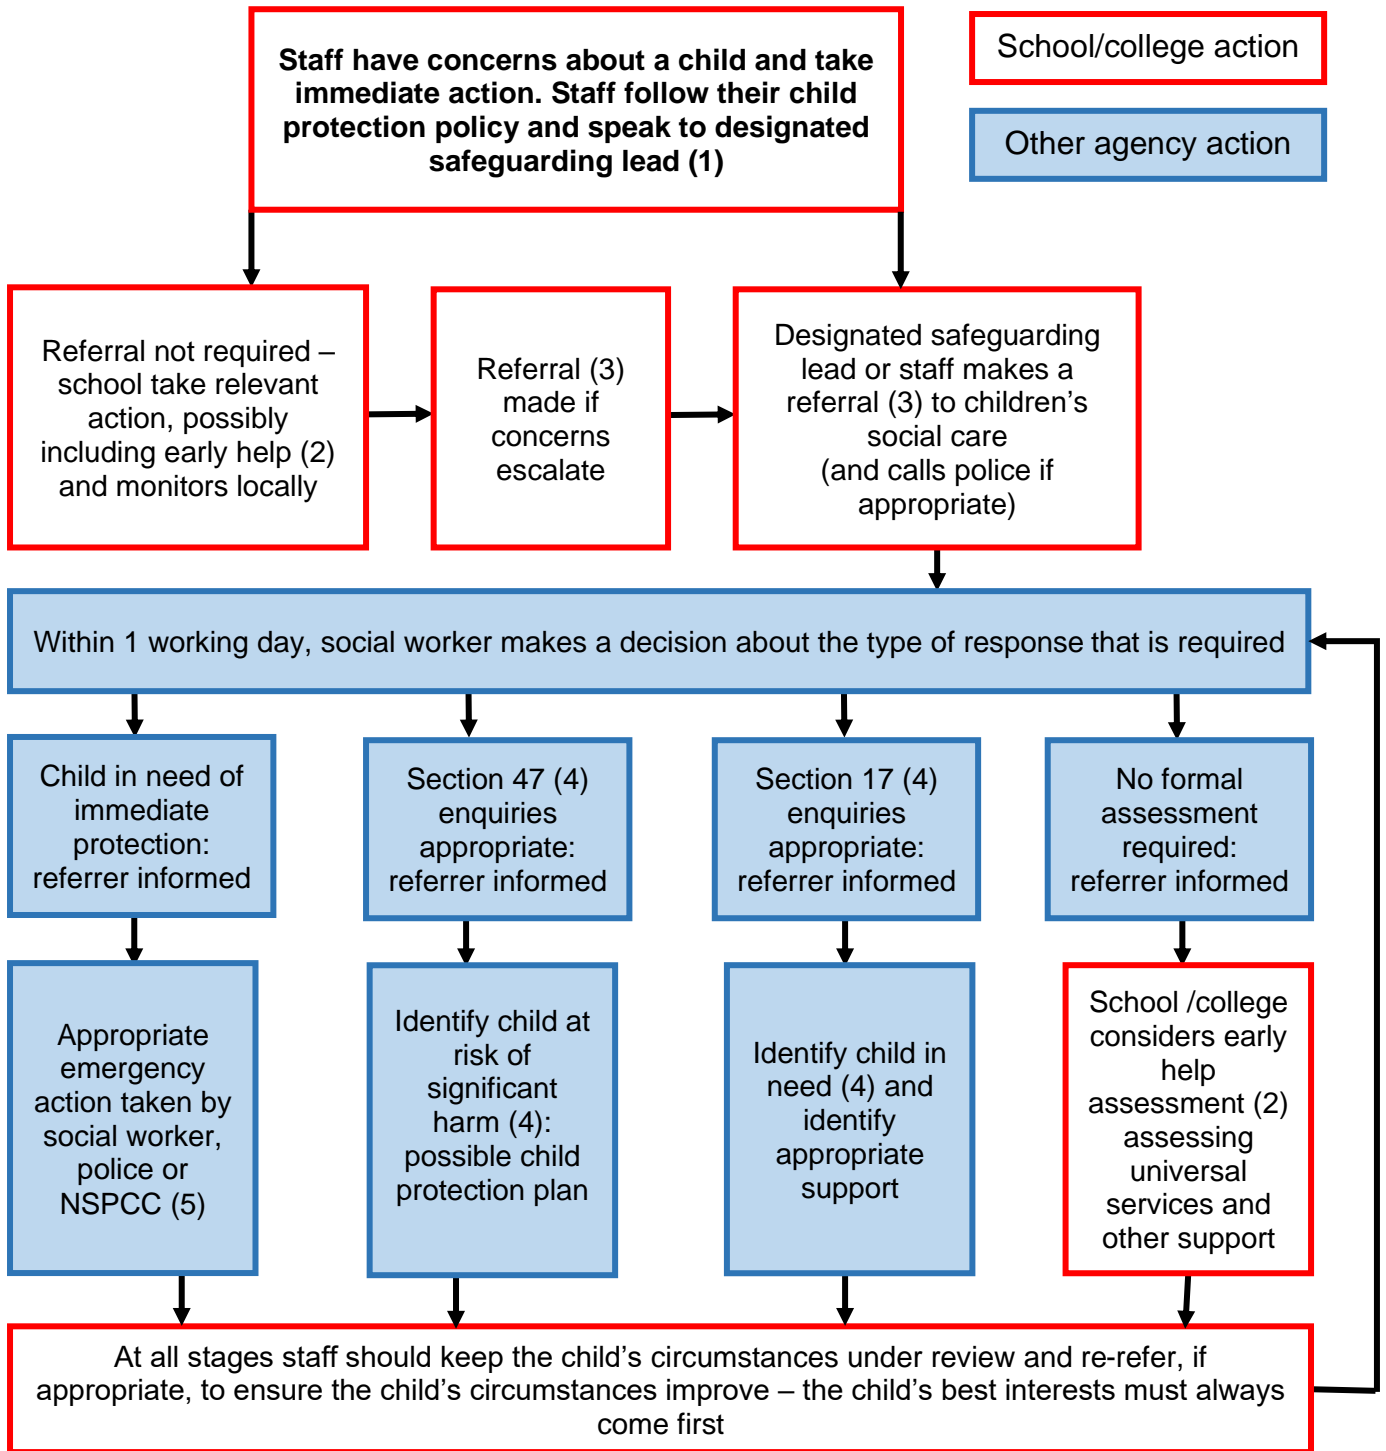 Staff have concerns about a child and take
immediate action. Staff follow their child
protection policy and speak to designated
safeguarding lead (1)
School/college action
Other agency action
Referral not required –
school take relevant
action, possibly
including early help (2)
and monitors locally
Referral (3)
made if
concerns
escalate
Designated safeguarding
lead or staff makes a
referral (3) to children’s
social care
(and calls police if
appropriate)
Within 1 working day, social worker makes a decision about the type of response that is required
Child in need of
immediate
protection:
referrer informed
Section 47 (4)
enquiries
appropriate:
referrer informed
Section 17 (4)
enquiries
appropriate:
referrer informed
No formal
assessment
required:
referrer informed
Appropriate
emergency
action taken by
social worker,
police or
NSPCC (5)
Identify child at
risk of
significant
harm (4):
possible child
protection plan
Identify child in
need (4) and
identify
appropriate
support
School /college
considers early
help
assessment (2)
assessing
universal
services and
other support
At all stages staff should keep the child’s circumstances under review and re-refer, if
appropriate, to ensure the child’s circumstances improve – the child’s best interests must always
come first